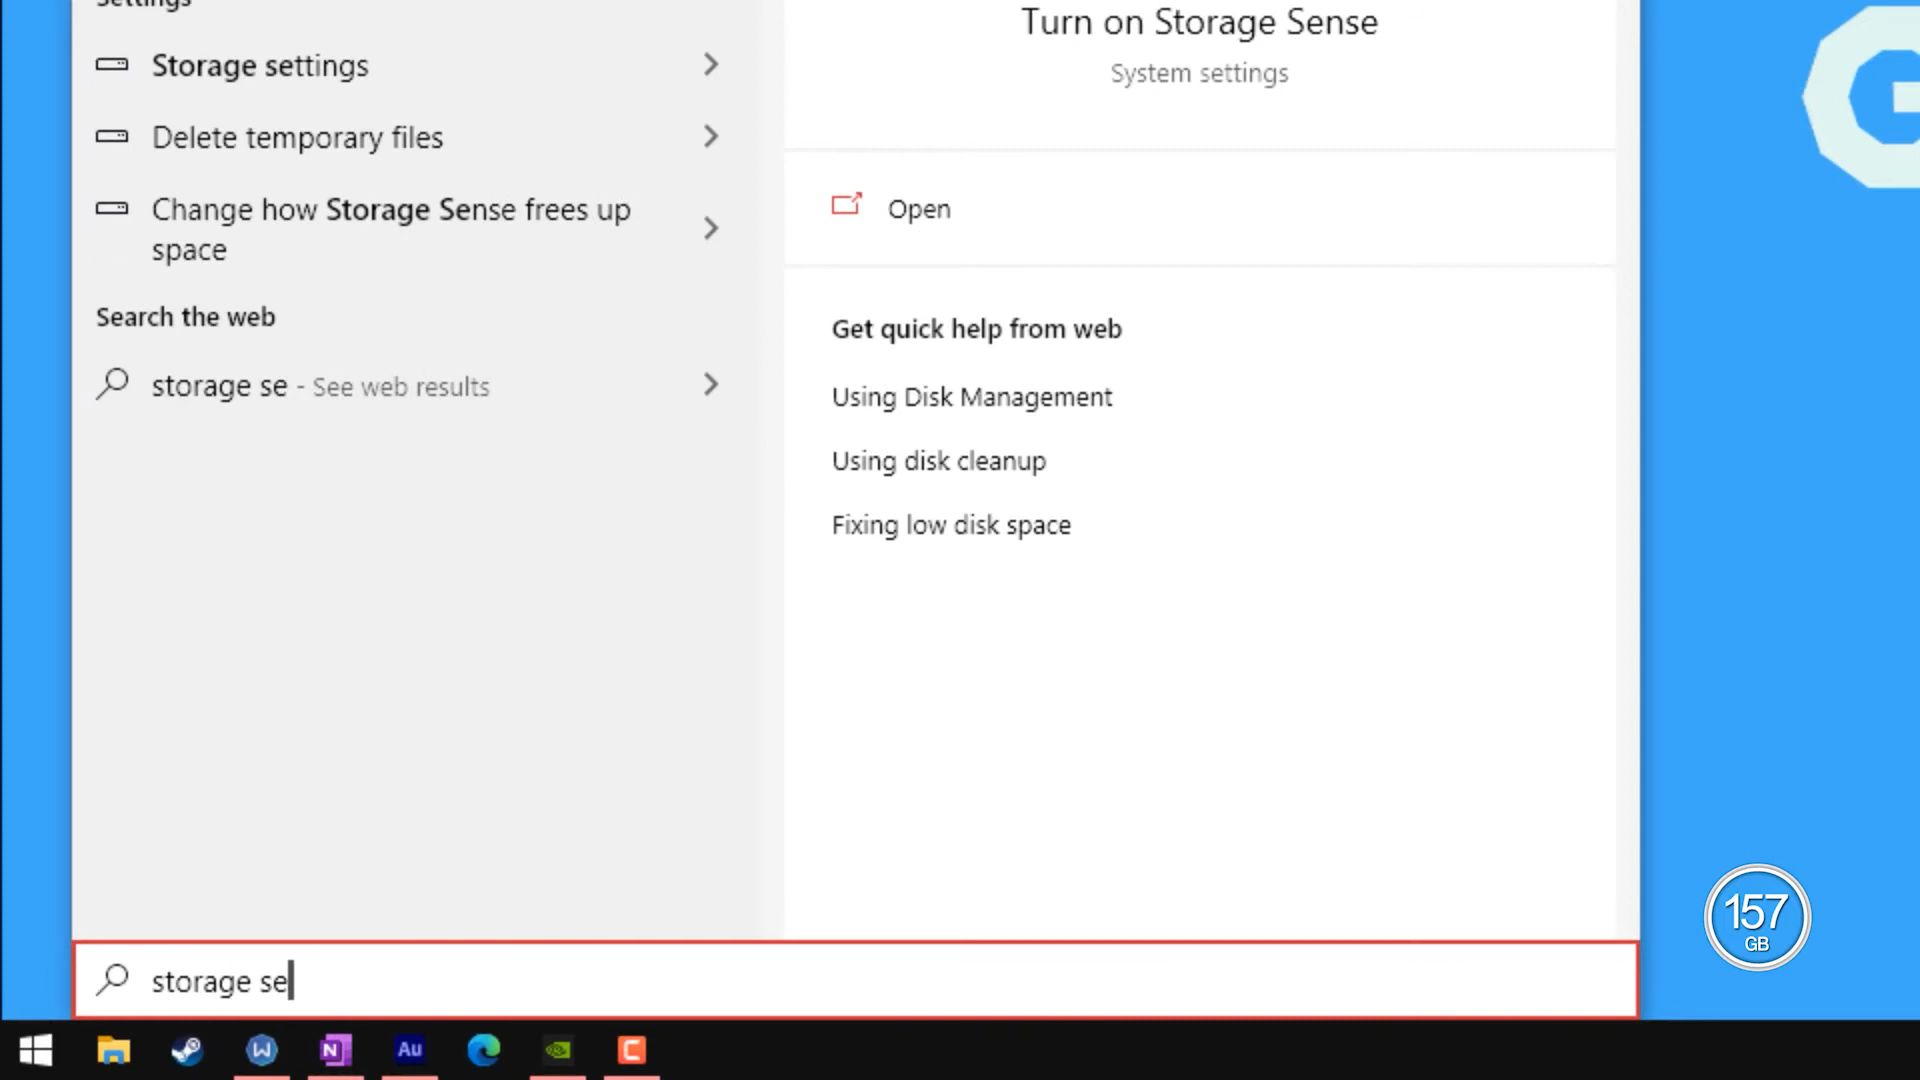 Settings
Storage settings
Delete temporary files
Change how Storage Sense frees up
space
Search the web
storage se - See web results
Turn on Storage Sense
System settings
Open
Get quick help from web
Using Disk Management
Using disk cleanup
Fixing low disk space
G
157
GB
storage se
W
N
Au
C